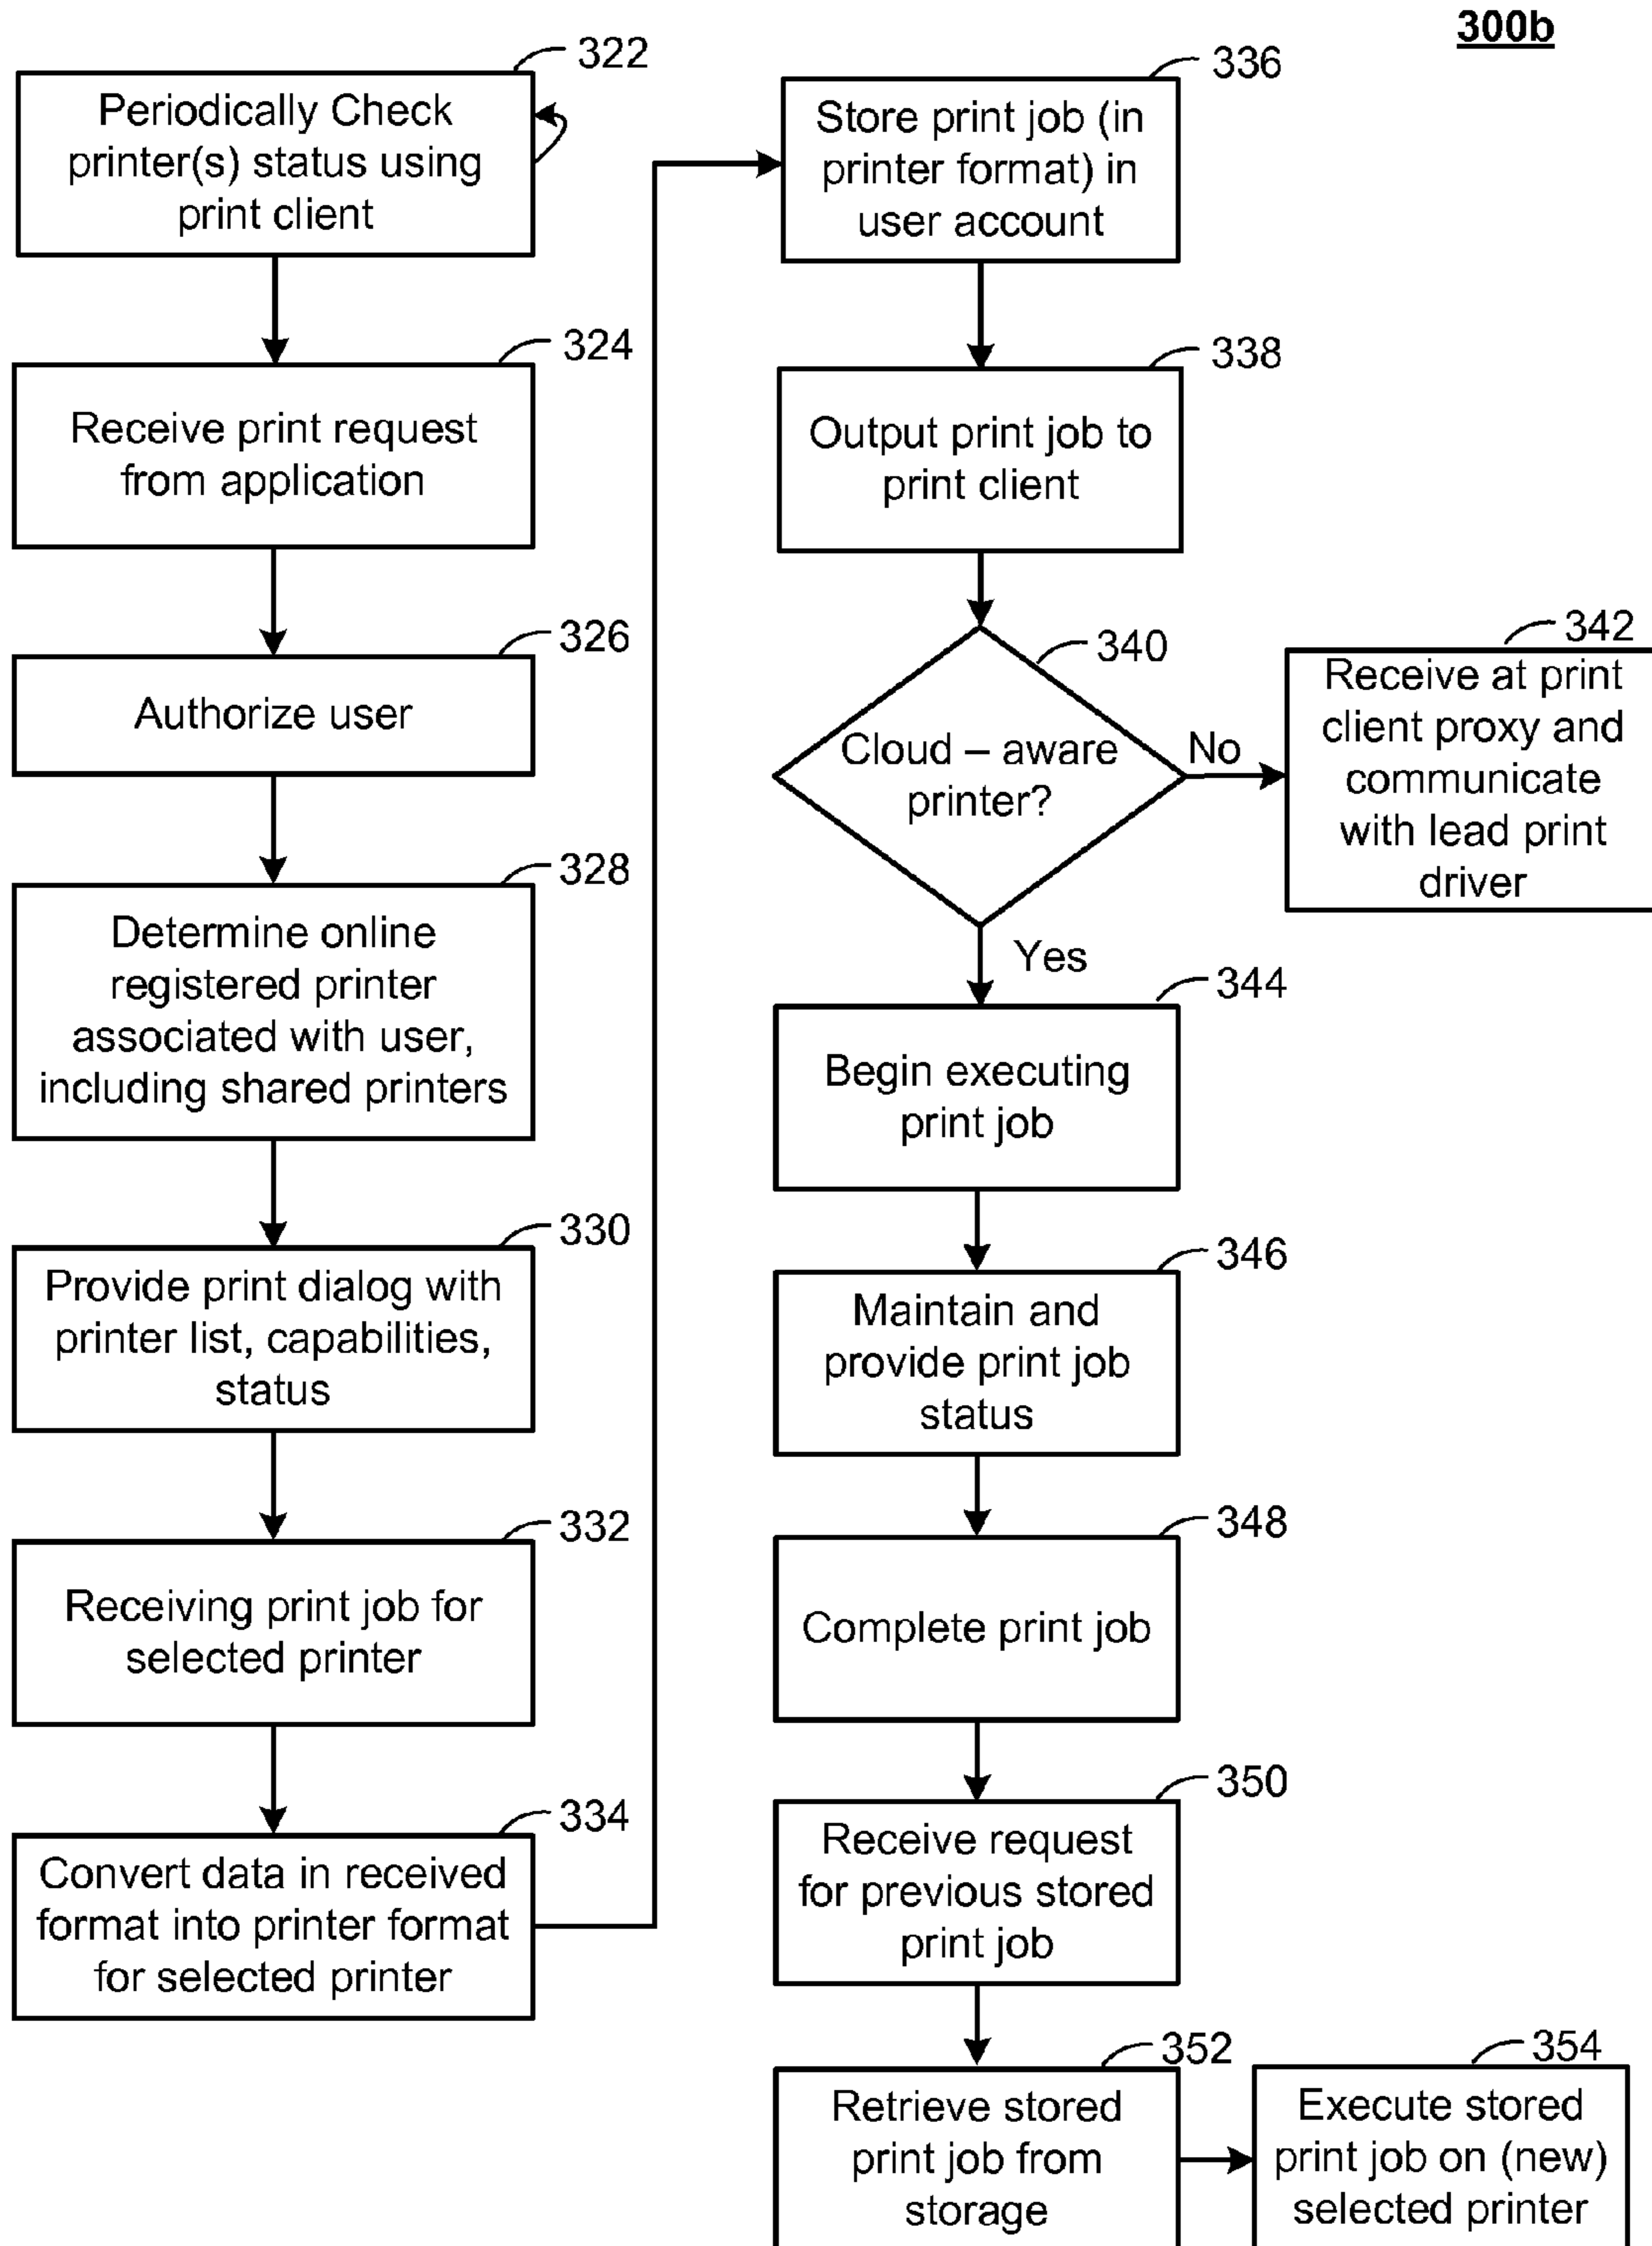 300b
322
Periodically Check
printer(s) status using
print client
324
Receive print request
from application
326
Authorize user
328
Determine online
registered printer
associated with user,
including shared printers
330
Provide print dialog with
printer list, capabilities,
status
332
Receiving print job for
selected printer
334
Convert data in received
format into printer format
for selected printer
336
Store print job (in
printer format) in
user account
338
Output print job to
print client
340
Cloud – aware
printer?
No
342
Receive at print
client proxy and
communicate
with lead print
driver
Yes
344
Begin executing
print job
346
Maintain and
provide print job
status
348
Complete print job
350
Receive request
for previous stored
print job
352
Retrieve stored
print job from
storage
354
Execute stored
print job on (new)
selected printer